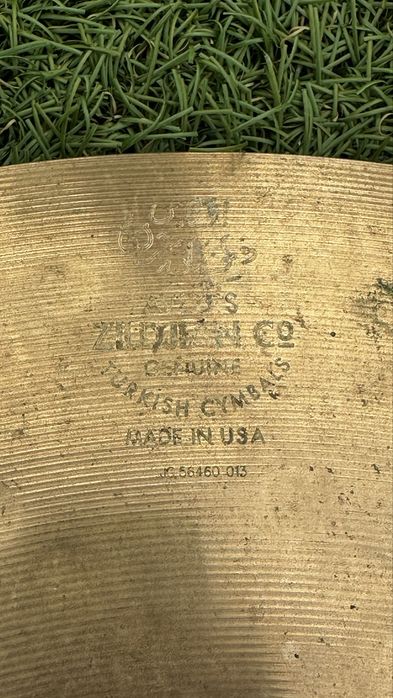 ZILDJIAN CO
GENUINE
TURKISH CYMBALS
MADE IN USA
JC 56460 013